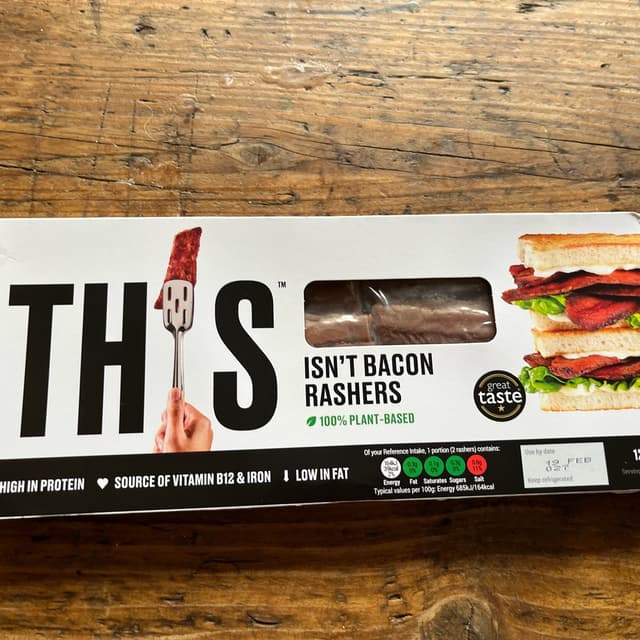 THIS™
ISN'T BACON
RASHERS
100% PLANT-BASED
great
taste
HIGH IN PROTEIN
SOURCE OF VITAMIN B12 & IRON
LOW IN FAT
Of your Reference Intake, 1 portion (2 rashers) contains:
Energy Fat Saturates Sugars Salt
Typical values per 100g: Energy 685kJ/164kcal
Use by date
19 FEB
027
Keep refrigerated